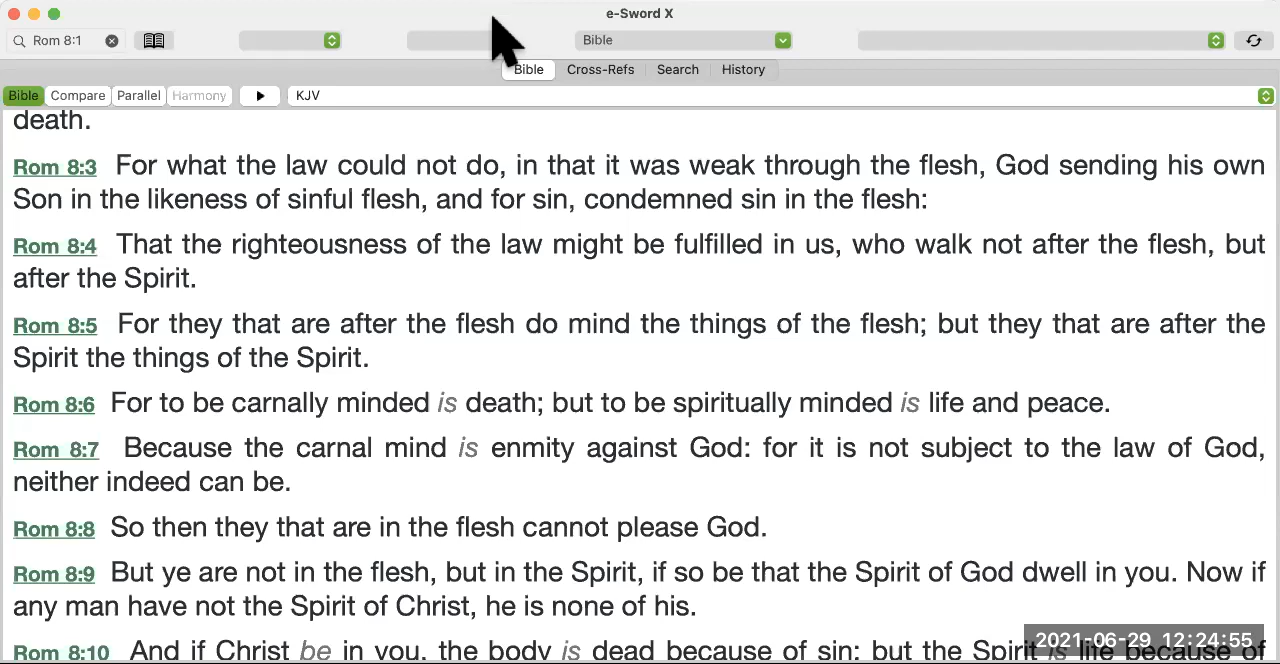 e-Sword X
Rom 8:1
Bible
Bible Cross-Refs Search History
Bible Compare Parallel Harmony KJV
death.
Rom 8:3 For what the law could not do, in that it was weak through the flesh, God sending his own
Son in the likeness of sinful flesh, and for sin, condemned sin in the flesh:
Rom 8:4 That the righteousness of the law might be fulfilled in us, who walk not after the flesh, but
after the Spirit.
Rom 8:5 For they that are after the flesh do mind the things of the flesh; but they that are after the
Spirit the things of the Spirit.
Rom 8:6 For to be carnally minded is death; but to be spiritually minded is life and peace.
Rom 8:7 Because the carnal mind is enmity against God: for it is not subject to the law of God,
neither indeed can be.
Rom 8:8 So then they that are in the flesh cannot please God.
Rom 8:9 But ye are not in the flesh, but in the Spirit, if so be that the Spirit of God dwell in you. Now if
any man have not the Spirit of Christ, he is none of his.
Rom 8:10 And if Christ be in you, the body is dead because of sin; but the Spirit is life because of
2021-06-29 12:24:55